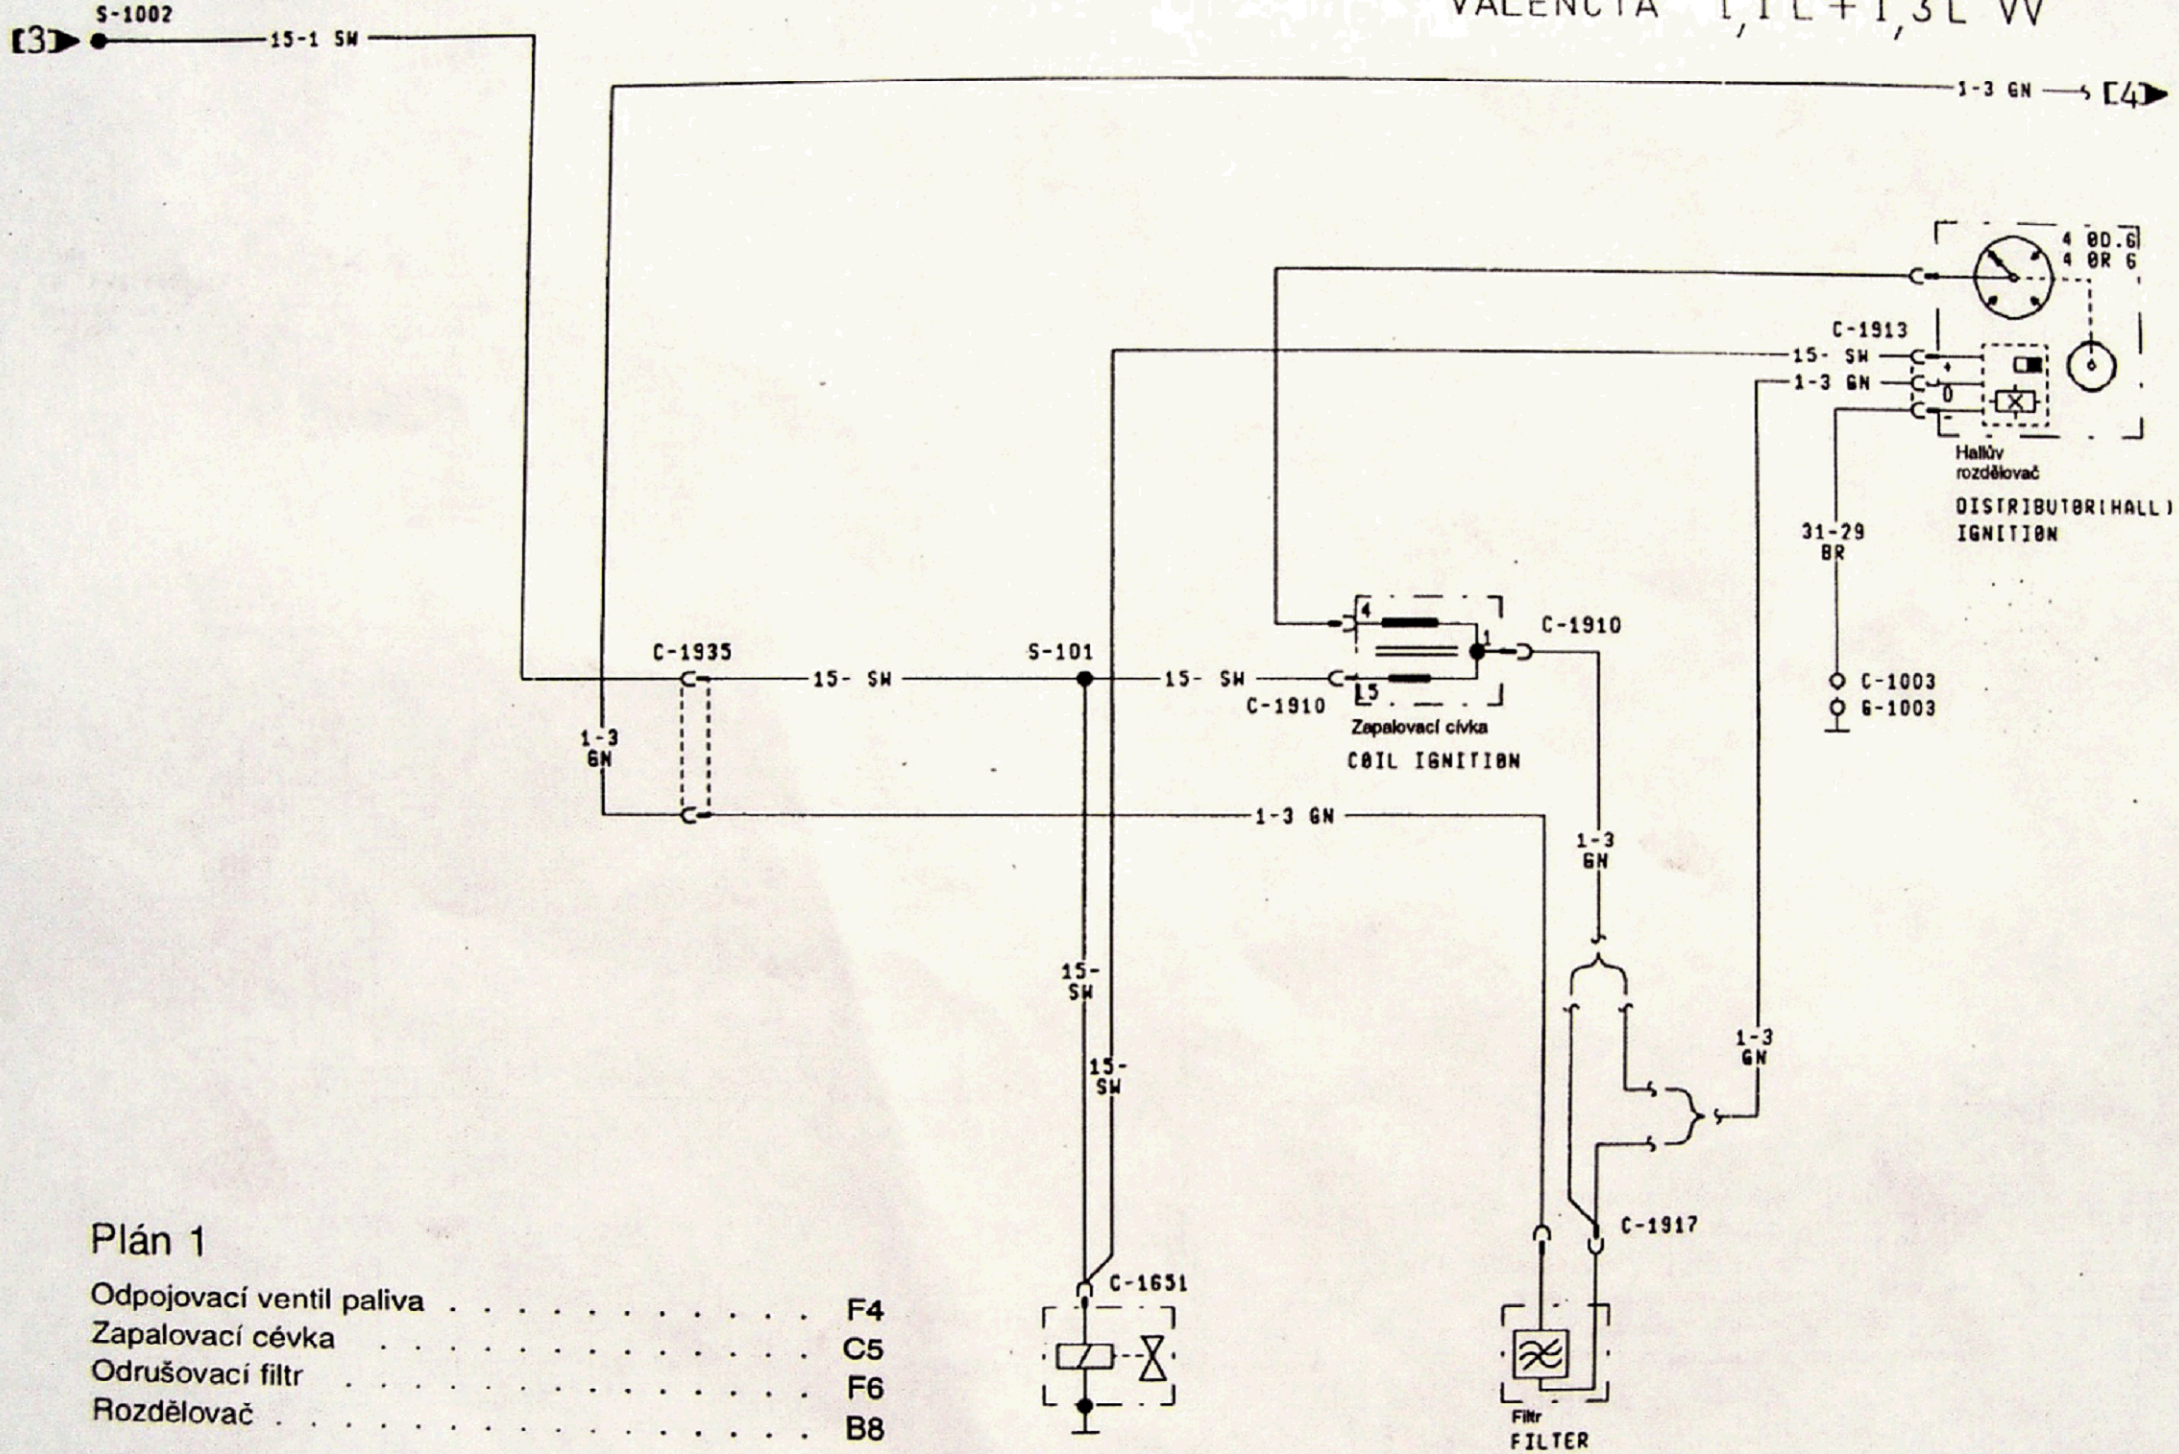 S-1002
VALENCIA 1,1L+1,3L VV
[3]
15-1 SW
1-3 GN
[4]
4 0D.6
4 0R 6
C-1913
15- SW
+
1-3 GN
0
-
Hallův
rozdělovač
DISTRIBUTOR(HALL)
IGNITION
31-29
BR
4
1
C-1910
C-1935
S-101
15- SW
15- SW
15
C-1910
C-1003
G-1003
Zapalovací cívka
COIL IGNITION
1-3
GN
1-3 GN
1-3
GN
15-
SW
1-3
GN
15-
SW
Plán 1
C-1917
C-1651
Odpojovací ventil paliva . . . . . . . . . . . . F4
Zapalovací cévka . . . . . . . . . . . . . C5
Odrušovací filtr . . . . . . . . . . . . . . F6
Rozdělovač . . . . . . . . . . . . . . . . B8
Filtr
FILTER